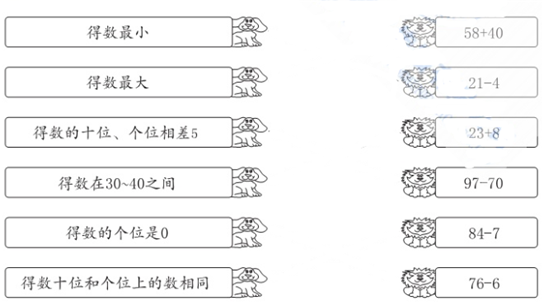 得数最小 58+40
得数最大 21-4
得数的十位、个位相差5 23+8
得数在30~40之间 97-70
得数的个位是0 84-7
得数十位和个位上的数相同 76-6